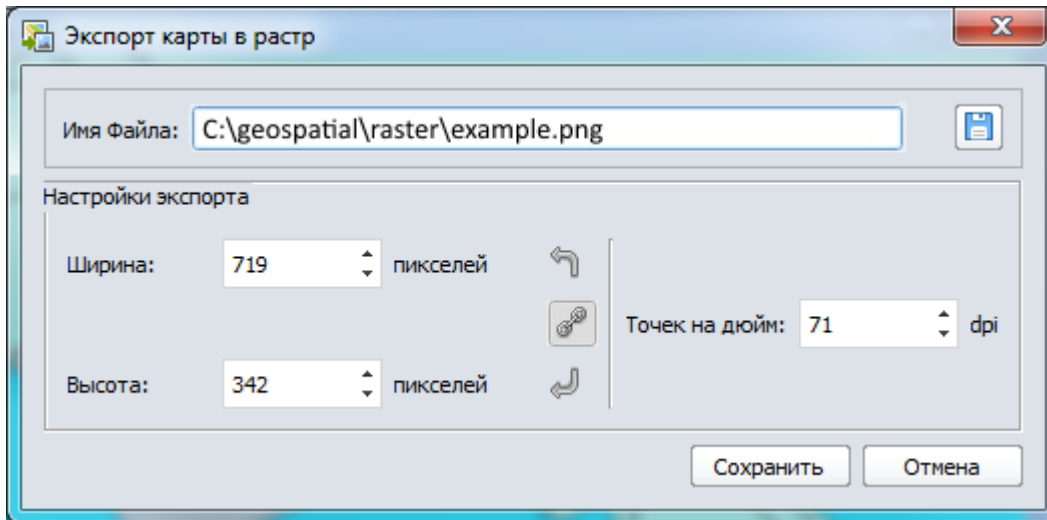 Экспорт карты в растр
Имя Файла: C:\geospatial\raster\example.png
Настройки экспорта
Ширина: 719 пикселей
Точек на дюйм: 71 dpi
Высота: 342 пикселей
Сохранить Отмена